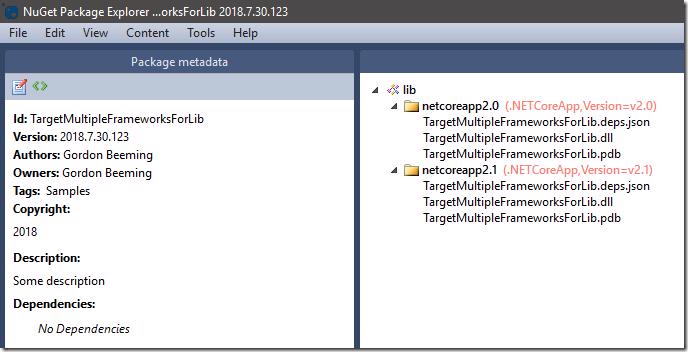 NuGet Package Explorer ...orksForLib 2018.7.30.123
File Edit View Content Tools Help
Package metadata
Id: TargetMultipleFrameworksForLib
Version: 2018.7.30.123
Authors: Gordon Beeming
Owners: Gordon Beeming
Tags: Samples
Copyright:
2018
Description:
Some description
Dependencies:
No Dependencies
lib
netcoreapp2.0 (.NETCoreApp,Version=v2.0)
TargetMultipleFrameworksForLib.deps.json
TargetMultipleFrameworksForLib.dll
TargetMultipleFrameworksForLib.pdb
netcoreapp2.1 (.NETCoreApp,Version=v2.1)
TargetMultipleFrameworksForLib.deps.json
TargetMultipleFrameworksForLib.dll
TargetMultipleFrameworksForLib.pdb